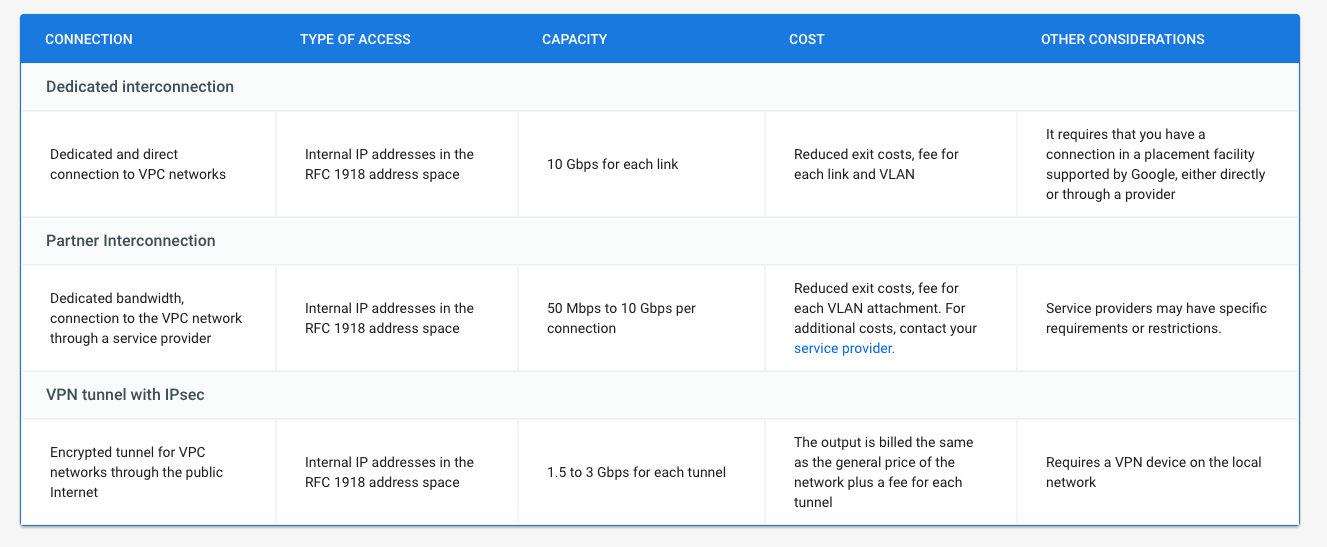 CONNECTION TYPE OF ACCESS CAPACITY COST OTHER CONSIDERATIONS
Dedicated interconnection
Dedicated and direct
connection to VPC networks
Internal IP addresses in the
RFC 1918 address space
10 Gbps for each link
Reduced exit costs, fee for
each link and VLAN
It requires that you have a
connection in a placement facility
supported by Google, either directly
or through a provider
Partner Interconnection
Dedicated bandwidth,
connection to the VPC network
through a service provider
Internal IP addresses in the
RFC 1918 address space
50 Mbps to 10 Gbps per
connection
Reduced exit costs, fee for
each VLAN attachment. For
additional costs, contact your
service provider.
Service providers may have specific
requirements or restrictions.
VPN tunnel with IPsec
Encrypted tunnel for VPC
networks through the public
Internet
Internal IP addresses in the
RFC 1918 address space
1.5 to 3 Gbps for each tunnel
The output is billed the same
as the general price of the
network plus a fee for each
tunnel
Requires a VPN device on the local
network